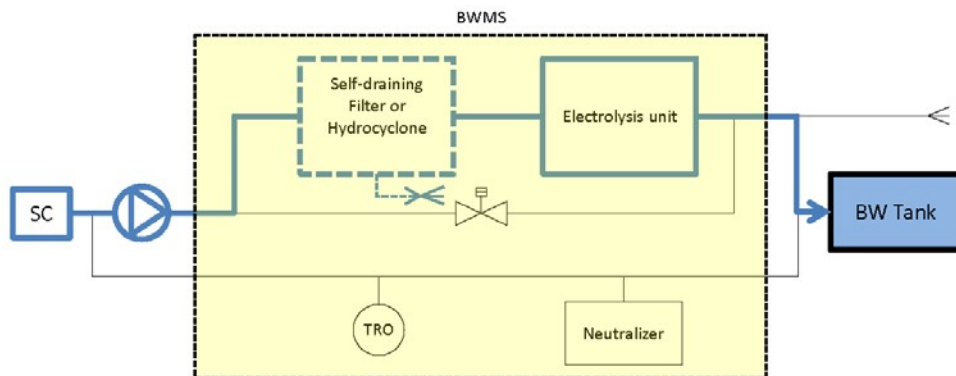 BWMS
Self-draining
Filter or
Hydrocyclone
Electrolysis unit
SC
BW Tank
TRO
Neutralizer